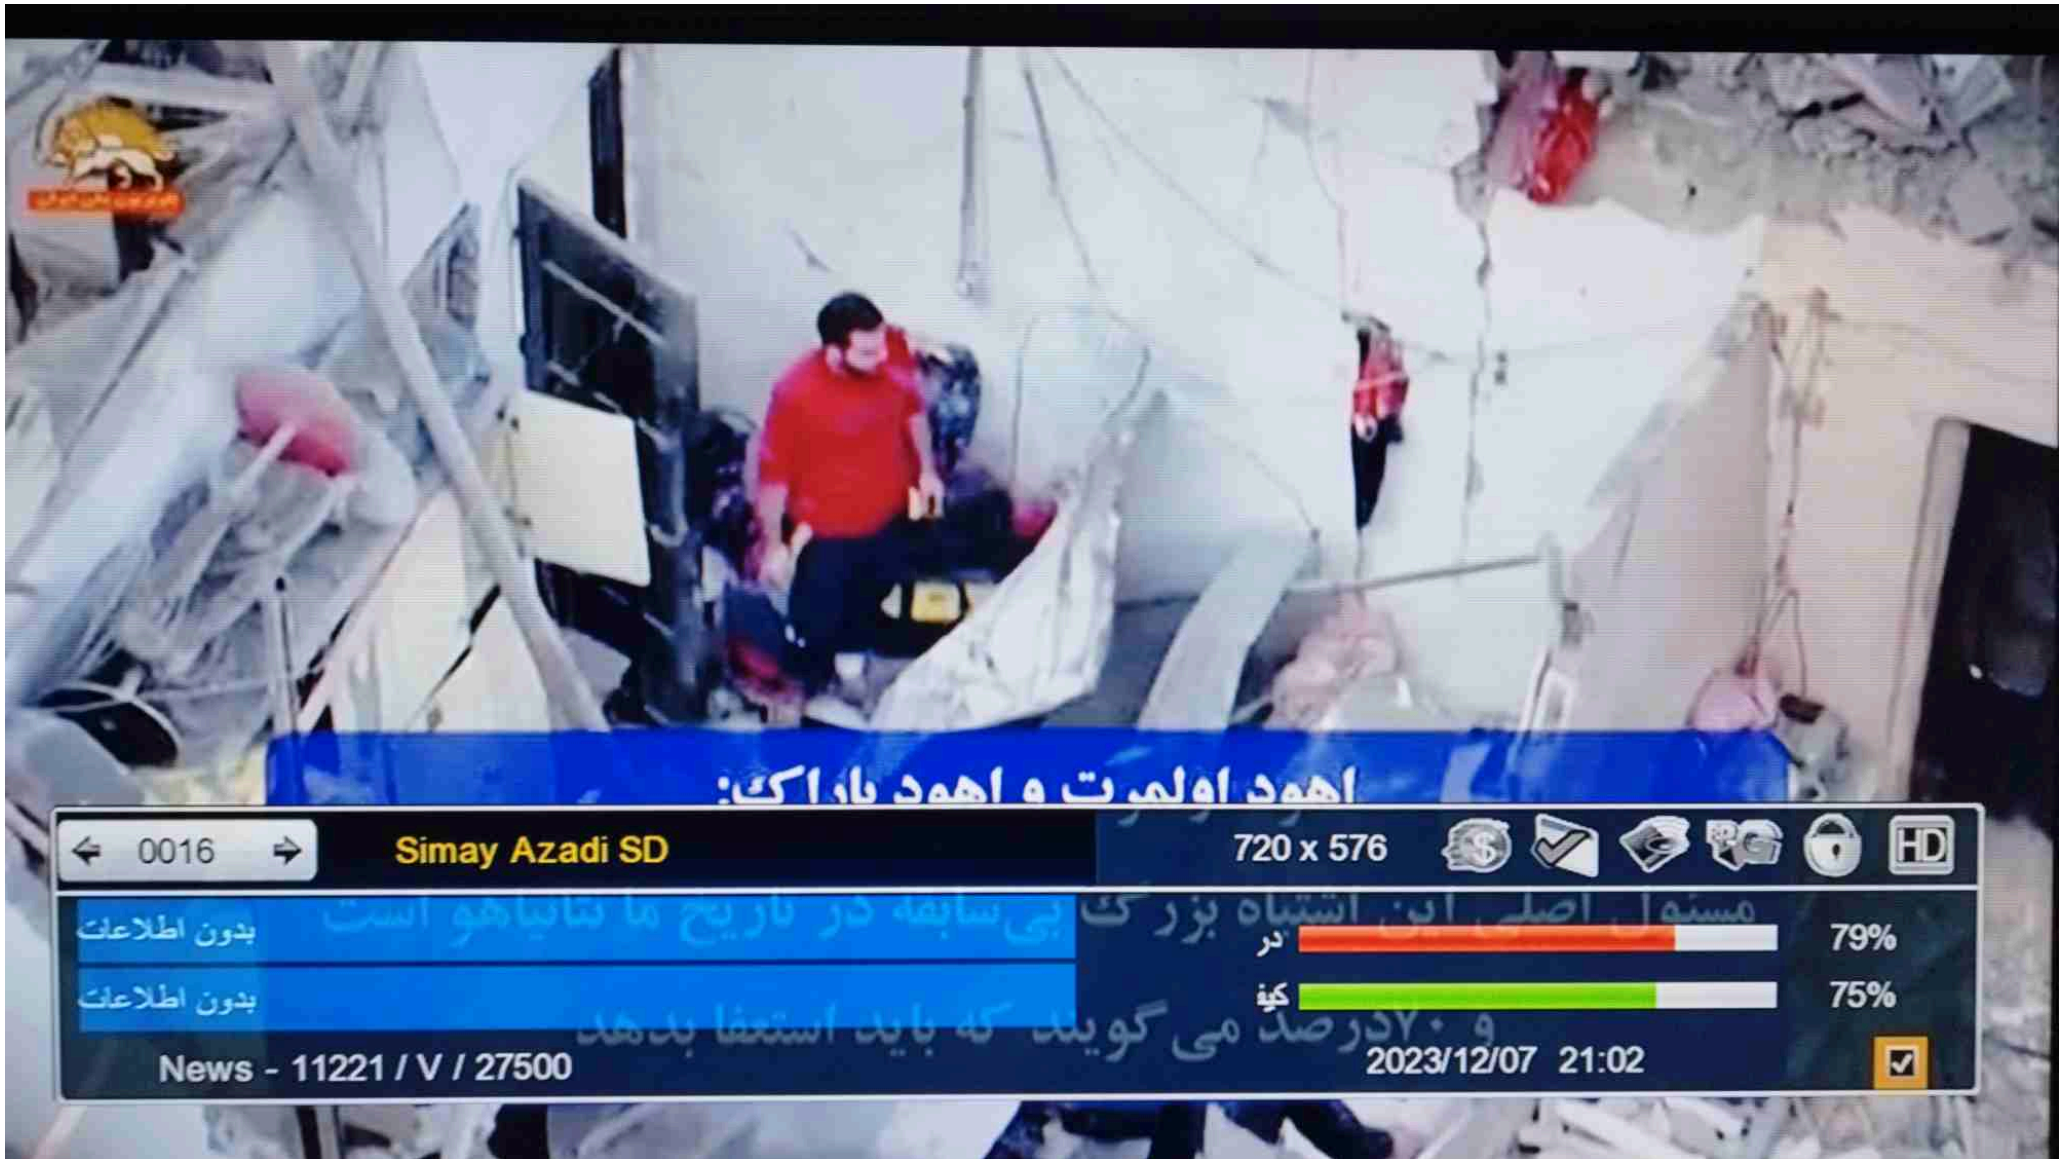 اهود اولمرت و اهود باراک:
0016
Simay Azadi SD
720 x 576
HD
مسئول اصلی این اشتباه بزرگ بی‌سابقه در تاریخ ما نتانیاهو است
بدون اطلاعات
در
79%
بدون اطلاعات
کیف
75%
و ۷۰درصد می‌گویند که باید استعفا بدهد
News - 11221 / V / 27500
2023/12/07 21:02